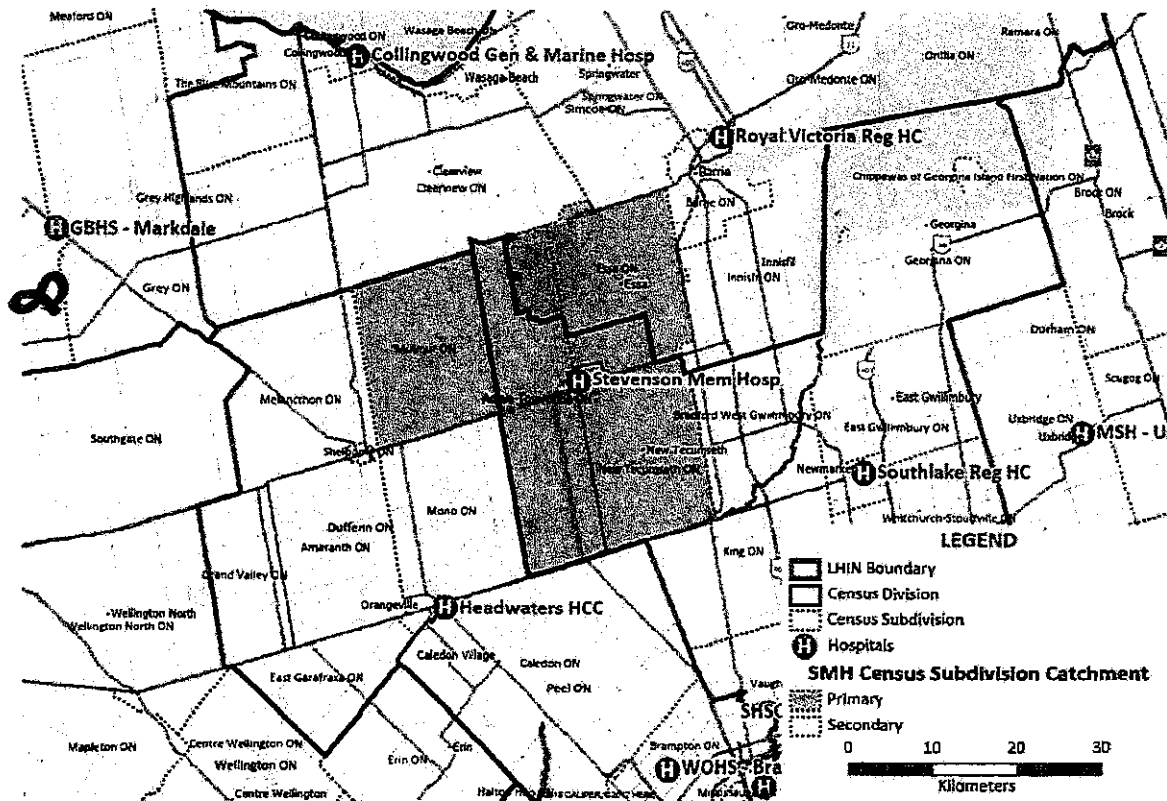 Meaford ON
Collingwood
Wasaga Beach ON
Gro-Medonte
Ramara ON
Collingwood Gen & Marine Hosp
Orillia ON
Springwater
Oro-Medonte ON
The Blue Mountains ON
Wasaga Beach
Springwater ON
Simcoe ON
Royal Victoria Reg HC
Clearview
Clearview ON
Barrie
Chippewas of Georgina Island First Nation ON
Grey Highlands ON
Barrie ON
Brock ON
Brock
GBHS - Markdale
Georgina
Innisfil
Essa ON
Georgina ON
Grey ON
Innisfil ON
Essa
Durham ON
Mulmur ON
Stevenson Mem Hosp
Scugog ON
Melancthon ON
East Gwillimbury
Southgate ON
Bradford West Gwillimbury ON
East Gwillimbury ON
Uxbridge ON
MSH - U
Shelburne ON
New Tecumseth
New Tecumseth ON
Newmarket
Southlake Reg HC
Mono ON
Dufferin ON
Whitchurch-Stouffville ON
Amaranth ON
King ON
Grand Valley ON
Wellington North
Wellington North ON
Orangeville
Headwaters HCC
Caledon Village
Caledon ON
East Garafraxa ON
Peel ON
Vaugh
SHSC
Mapleton ON
Centre Wellington ON
Wellington ON
Erin
Erin ON
Brampton ON
WOHS - Bra
Centre Wellington
Halton Hills
Mississau
LEGEND
LHIN Boundary
Census Division
Census Subdivision
H Hospitals
SMH Census Subdivision Catchment
Primary
Secondary
0 10 20 30
Kilometers